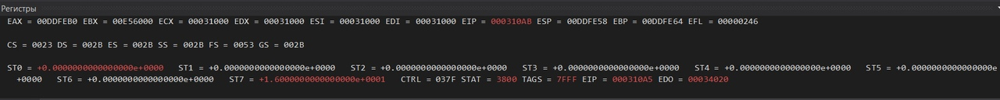 Регистры
EAX = 00DDFEB0 EBX = 00E56000 ECX = 00031000 EDX = 00031000 ESI = 00031000 EDI = 00031000 EIP = 000310AB ESP = 00DDFE58 EBP = 00DDFE64 EFL = 00000246
CS = 0023 DS = 002B ES = 002B SS = 002B FS = 0053 GS = 002B
ST0 = +0.0000000000000000e+0000 ST1 = +0.0000000000000000e+0000 ST2 = +0.0000000000000000e+0000 ST3 = +0.0000000000000000e+0000 ST4 = +0.0000000000000000e+0000 ST5 = +0.0000000000000000e
+0000 ST6 = +0.0000000000000000e+0000 ST7 = +1.6000000000000000e+0001 CTRL = 037F STAT = 3800 TAGS = 7FFF EIP = 000310A5 EDO = 00034020